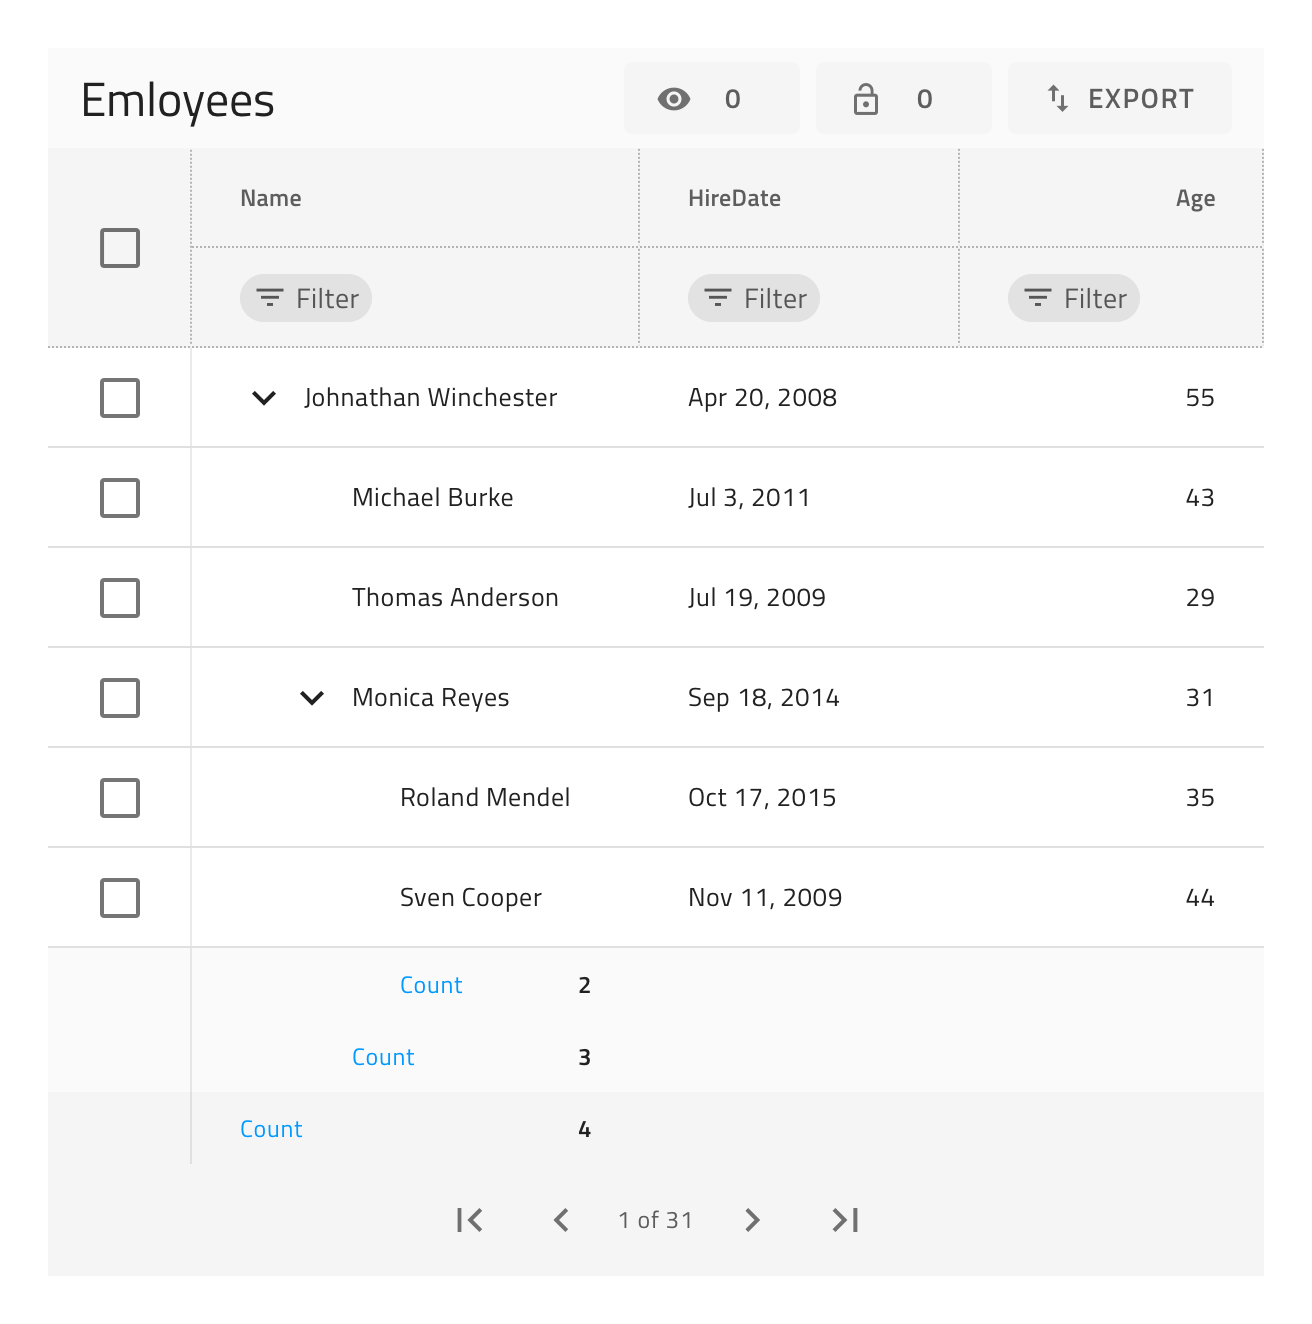 Emloyees 0 0 EXPORT
Name HireDate Age
Filter Filter Filter
Johnathan Winchester Apr 20, 2008 55
Michael Burke Jul 3, 2011 43
Thomas Anderson Jul 19, 2009 29
Monica Reyes Sep 18, 2014 31
Roland Mendel Oct 17, 2015 35
Sven Cooper Nov 11, 2009 44
Count 2
Count 3
Count 4
1 of 31